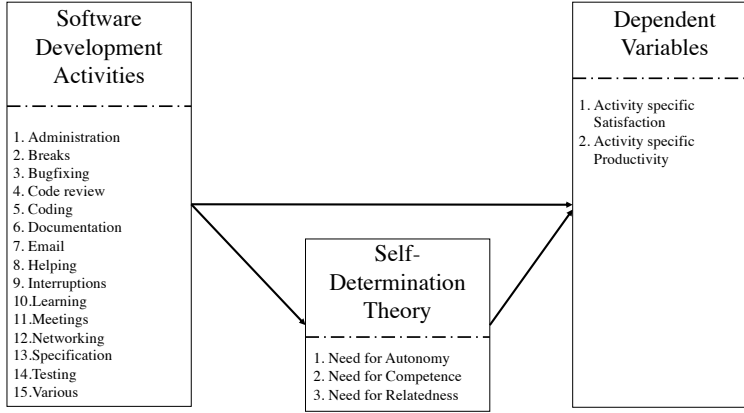 Software
Development
Activities
1. Administration
2. Breaks
3. Bugfixing
4. Code review
5. Coding
6. Documentation
7. Email
8. Helping
9. Interruptions
10.Learning
11.Meetings
12.Networking
13.Specification
14.Testing
15.Various
Self-
Determination
Theory
1. Need for Autonomy
2. Need for Competence
3. Need for Relatedness
Dependent
Variables
1. Activity specific
Satisfaction
2. Activity specific
Productivity